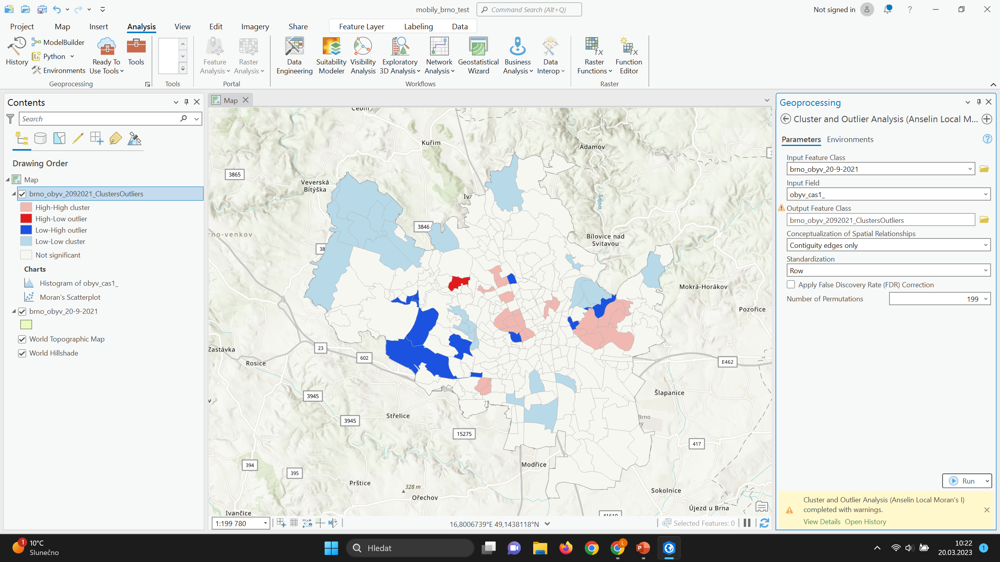 mobily_brno_test
Command Search (Alt+Q)
Not signed in
Project
Map
Insert
Analysis
View
Edit
Imagery
Share
Feature Layer
Labeling
Data
History
ModelBuilder
Python
Environments
Ready To
Use Tools
Tools
Geoprocessing
Tools
Feature
Analysis
Raster
Analysis
Portal
Data
Engineering
Suitability
Modeler
Visibility
Analysis
Exploratory
3D Analysis
Network
Analysis
Geostatistical
Wizard
Business
Analysis
Data
Interop
Workflows
Raster
Functions
Function
Editor
Raster
Contents
Search
Drawing Order
Map
brno_obyv_2092021_ClustersOutliers
High-High cluster
High-Low outlier
Low-High outlier
Low-Low cluster
Not significant
Charts
Histogram of obyv_cas1_
Moran's Scatterplot
brno_obyv_20-9-2021
World Topographic Map
World Hillshade
Map
Kuřim
Adamov
3865
Veverská
Bítýška
Svitava
3846
rno-venkov
Bílovice nad
Svitavou
38
Mokrá-Horákov
Pozořice
23
Zastávka
602
Rosice
E462
3945
Šlapanice
Střelice
3945
Brno
15275
417
394
395
Modřice
Prštice
328 m
Ořechov
Sokolnice
Ivančice
Újezd u Brna
41610
1:199 780
16,8006739°E 49,1438118°N
Selected Features: 0
Geoprocessing
Cluster and Outlier Analysis (Anselin Local M...
Parameters
Environments
Input Feature Class
brno_obyv_20-9-2021
Input Field
obyv_cas1_
Output Feature Class
brno_obyv_2092021_ClustersOutliers
Conceptualization of Spatial Relationships
Contiguity edges only
Standardization
Row
Apply False Discovery Rate (FDR) Correction
Number of Permutations
199
Run
Cluster and Outlier Analysis (Anselin Local Moran's I)
completed with warnings.
View Details Open History
1
10°C
Slunečno
Hledat
L
P
10:22
20.03.2023
1